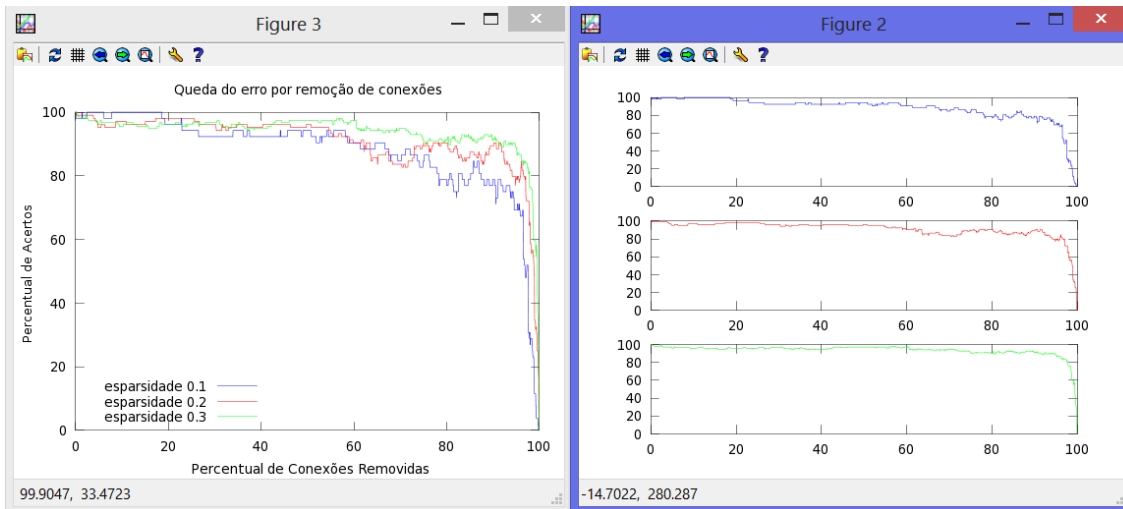 Figure 3
Queda do erro por remoção de conexões
100
80
60
40
20
0
Percentual de Acertos
esparsidade 0.1
esparsidade 0.2
esparsidade 0.3
0 20 40 60 80 100
Percentual de Conexões Removidas
99.9047, 33.4723
Figure 2
100
80
60
40
20
0
0 20 40 60 80 100
100
80
60
40
20
0
0 20 40 60 80 100
100
80
60
40
20
0
0 20 40 60 80 100
-14.7022, 280.287